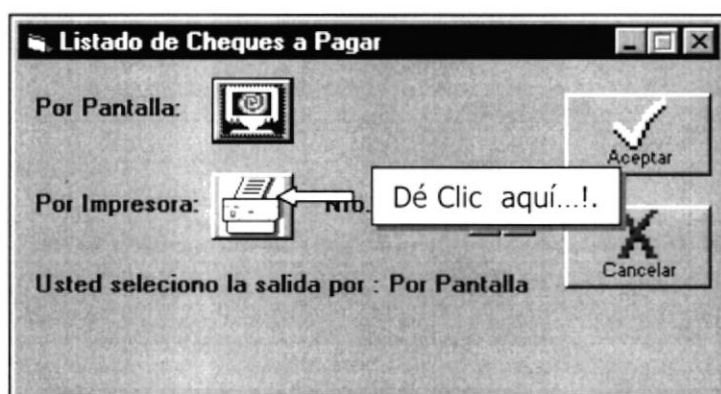 Listado de Cheques a Pagar
Por Pantalla:
Aceptar
Por Impresora:
Dé Clic aquí...!.
Cancelar
Usted selecciono la salida por : Por Pantalla